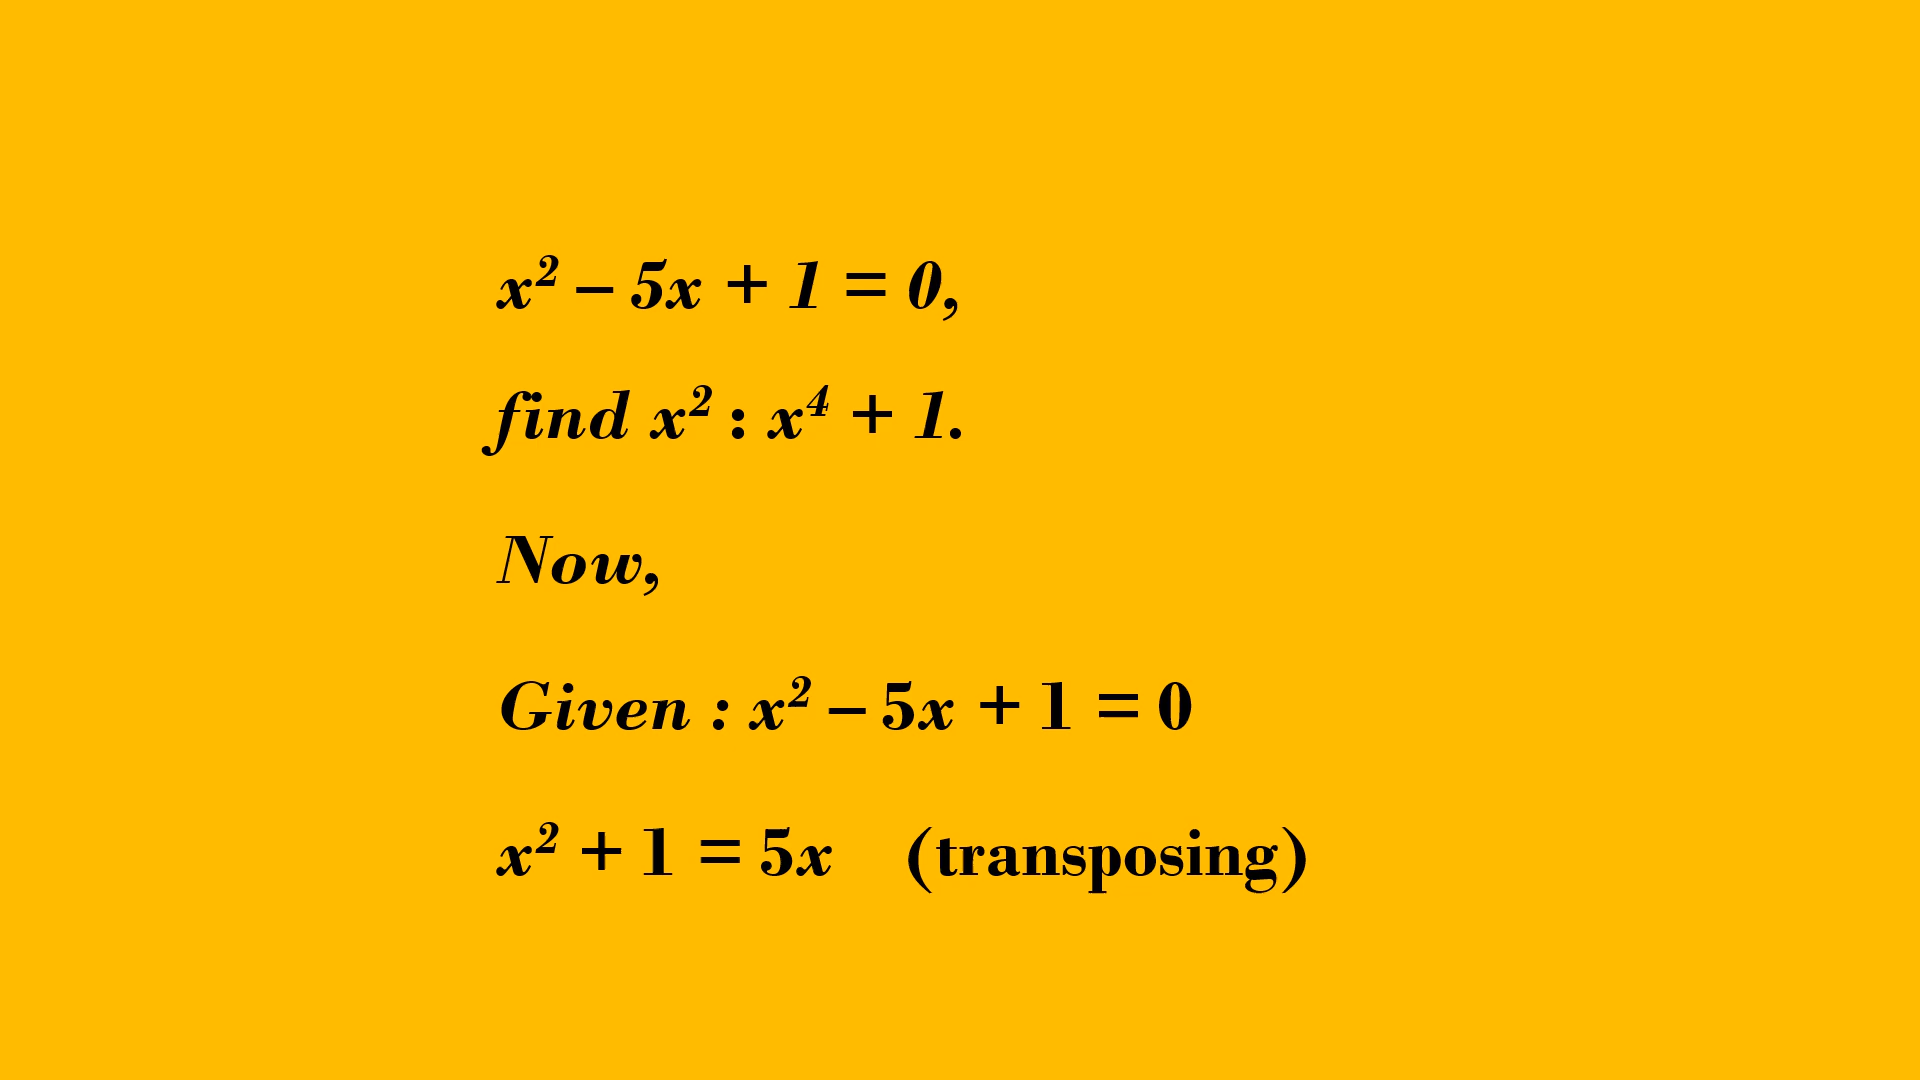 x² – 5x + 1 = 0,
find x² : x⁴ + 1.
Now,
Given : x² – 5x + 1 = 0
x² + 1 = 5x (transposing)